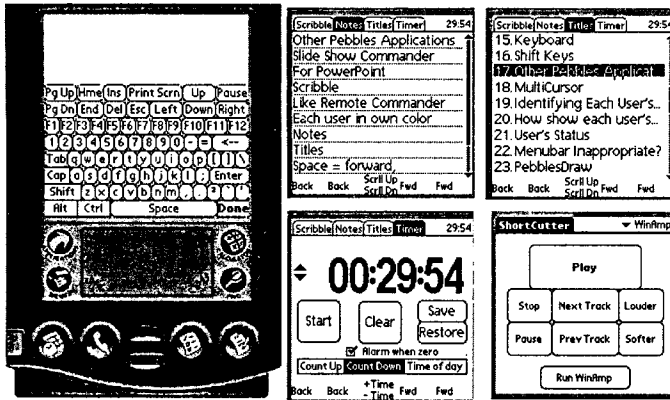 Pg Up Hme Ins Print Scrn Up Pause
Pg Dn End Del Esc Left Down Right
F1 F2 F3 F4 F5 F6 F7 F8 F9 F10 F11 F12
1 2 3 4 5 6 7 8 9 0 - = <--
Tab q w e r t y u i o p [ ] \
Cap a s d f g h j k l ; Enter
Shift z x c v b n m , . ? ` '
Alt Ctrl Space Done
Scribble Notes Titles Timer 29:54
Other Pebbles Applications
Slide Show Commander
For PowerPoint
Scribble
Like Remote Commander
Each user in own color
Notes
Titles
Space = forward,
Back Back Scrll Up Scrll Dn Fwd Fwd
Scribble Notes Titles Timer 29:54
15. Keyboard
16. Shift Keys
17. Other Pebbles Applicat...
18. MultiCursor
19. Identifying Each User's...
20. How show each user's...
21. User's Status
22. Menubar Inappropriate?
23. PebblesDraw
Back Back Scrll Up Scrll Dn Fwd Fwd
Scribble Notes Titles Timer 29:54
00:29:54
Start Clear Save
Restore
Alarm when zero
Count Up Count Down Time of day
Back Back +Time - Time Fwd Fwd
ShortCutter WinAmp
Play
Stop Next Track Louder
Pause Prev Track Softer
Run WinAmp